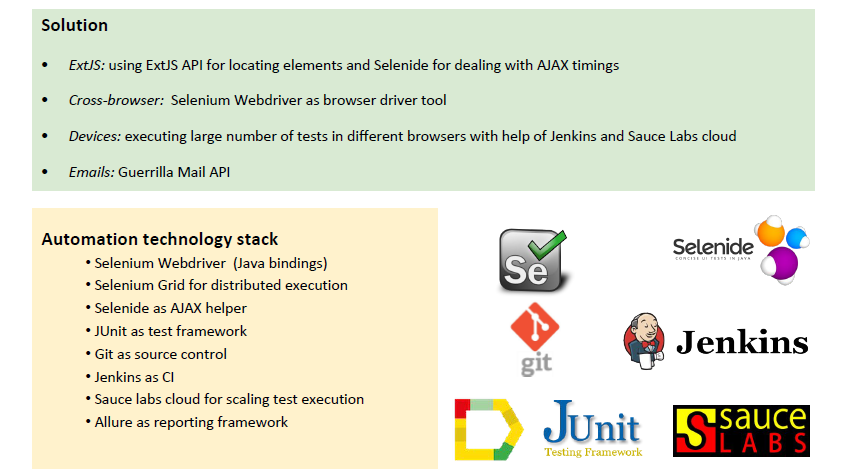 Solution
• ExtJS: using ExtJS API for locating elements and Selenide for dealing with AJAX timings
• Cross-browser: Selenium Webdriver as browser driver tool
• Devices: executing large number of tests in different browsers with help of Jenkins and Sauce Labs cloud
• Emails: Guerrilla Mail API
Automation technology stack
• Selenium Webdriver (Java bindings)
• Selenium Grid for distributed execution
• Selenide as AJAX helper
• JUnit as test framework
• Git as source control
• Jenkins as CI
• Sauce labs cloud for scaling test execution
• Allure as reporting framework
Se
Selenide
CONCISE UI TESTS IN JAVA
git
Jenkins
JUnit
Testing Framework
S
sauce
LABS